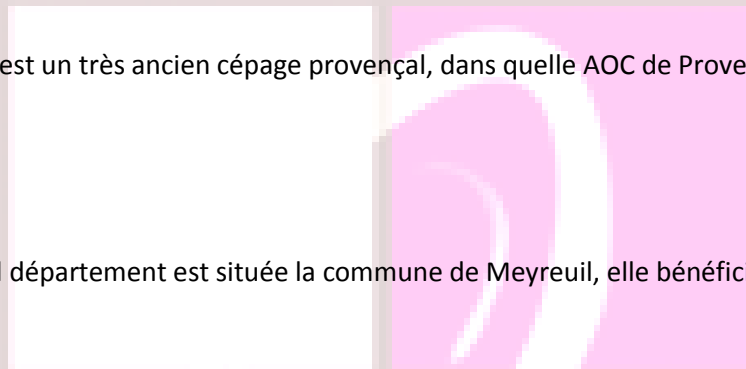 est un très ancien cépage provençal, dans quelle AOC de Prove
département est située la commune de Meyreuil, elle bénéfici